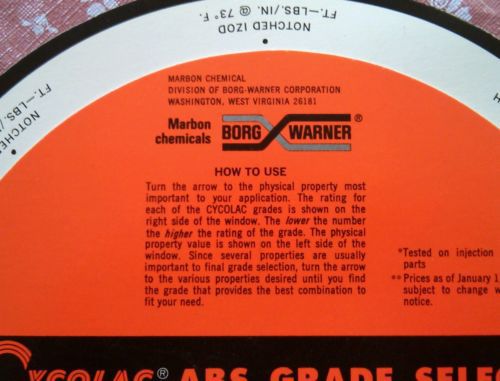 FT.—LBS./IN. @ 73° F.
NOTCHED IZOD
FT.—LBS./
NOTCHED
MARBON CHEMICAL
DIVISION OF BORG-WARNER CORPORATION
WASHINGTON, WEST VIRGINIA 26181
Marbon
chemicals
BORG WARNER®
HOW TO USE
Turn the arrow to the physical property most
important to your application. The rating for
each of the CYCOLAC grades is shown on the
right side of the window. The lower the number
the higher the rating of the grade. The physical
property value is shown on the left side of the
window. Since several properties are usually
important to final grade selection, turn the arrow
to the various properties desired until you find
the grade that provides the best combination to
fit your need.
*Tested on injection
parts
**Prices as of January 1,
subject to change w
notice.
CYCOLAC® ABS GRADE SELE